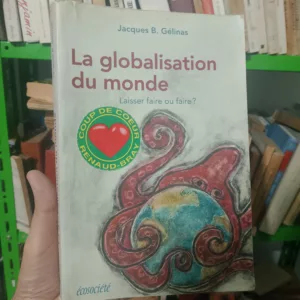 Jacques B. Gélinas
La globalisation
du monde
Laisser faire ou faire?
COUP DE COEUR
RENAUD-BRAY
écosociété